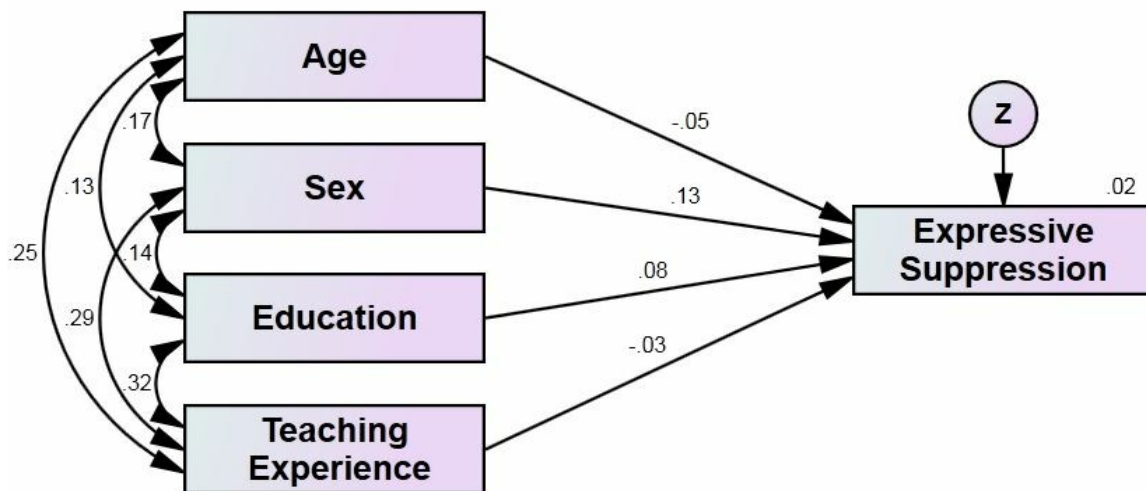 Age
-.05
.17
Z
.13
Sex
.13
.02
Expressive
Suppression
.25
.14
.08
.29
Education
-.03
.32
Teaching
Experience